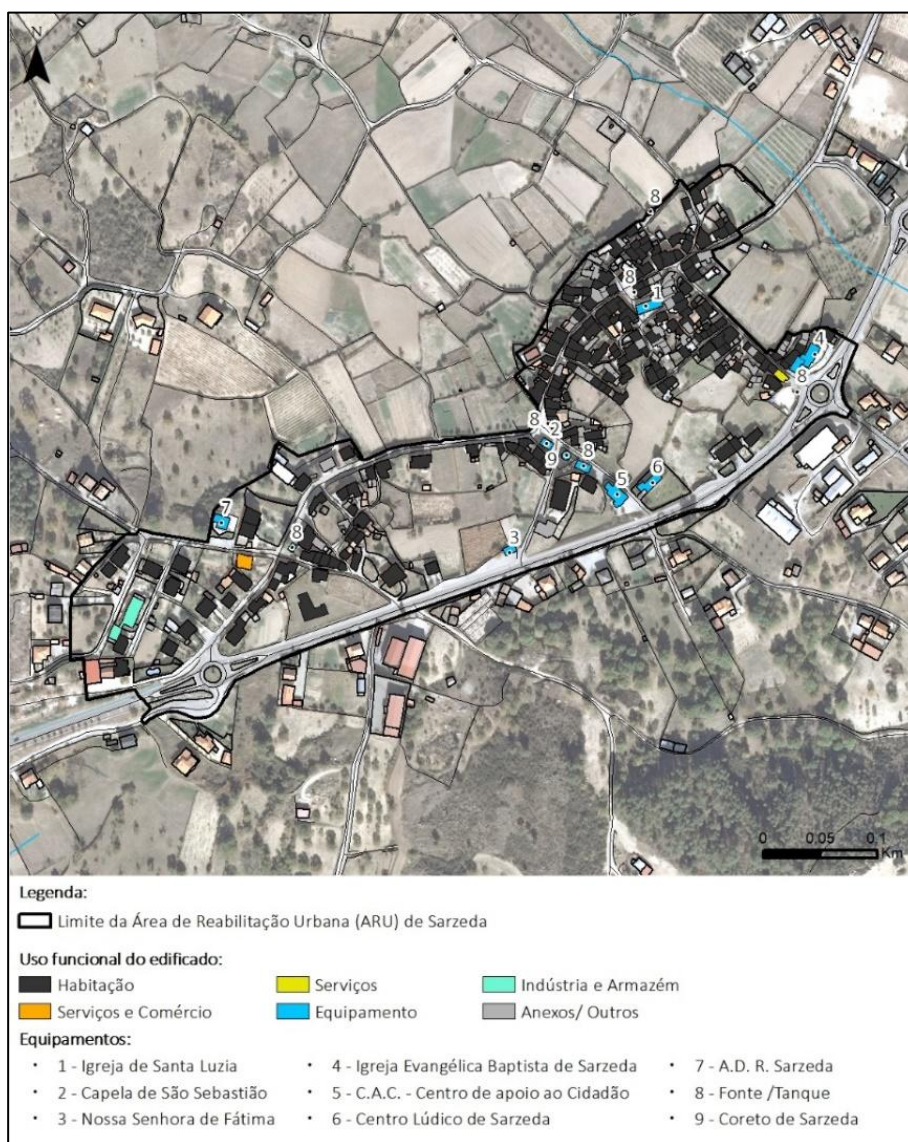 N
8
8
1
4
8
8
2
9
8
5
6
7
8
3
0 0,05 0,1
Km
Legenda:
Limite da Área de Reabilitação Urbana (ARU) de Sarzeda
Uso funcional do edificado:
Habitação Serviços Indústria e Armazém
Serviços e Comércio Equipamento Anexos/ Outros
Equipamentos:
• 1 - Igreja de Santa Luzia • 4 - Igreja Evangélica Baptista de Sarzeda • 7 - A.D. R. Sarzeda
• 2 - Capela de São Sebastião • 5 - C.A.C. - Centro de apoio ao Cidadão • 8 - Fonte /Tanque
• 3 - Nossa Senhora de Fátima • 6 - Centro Lúdico de Sarzeda • 9 - Coreto de Sarzeda